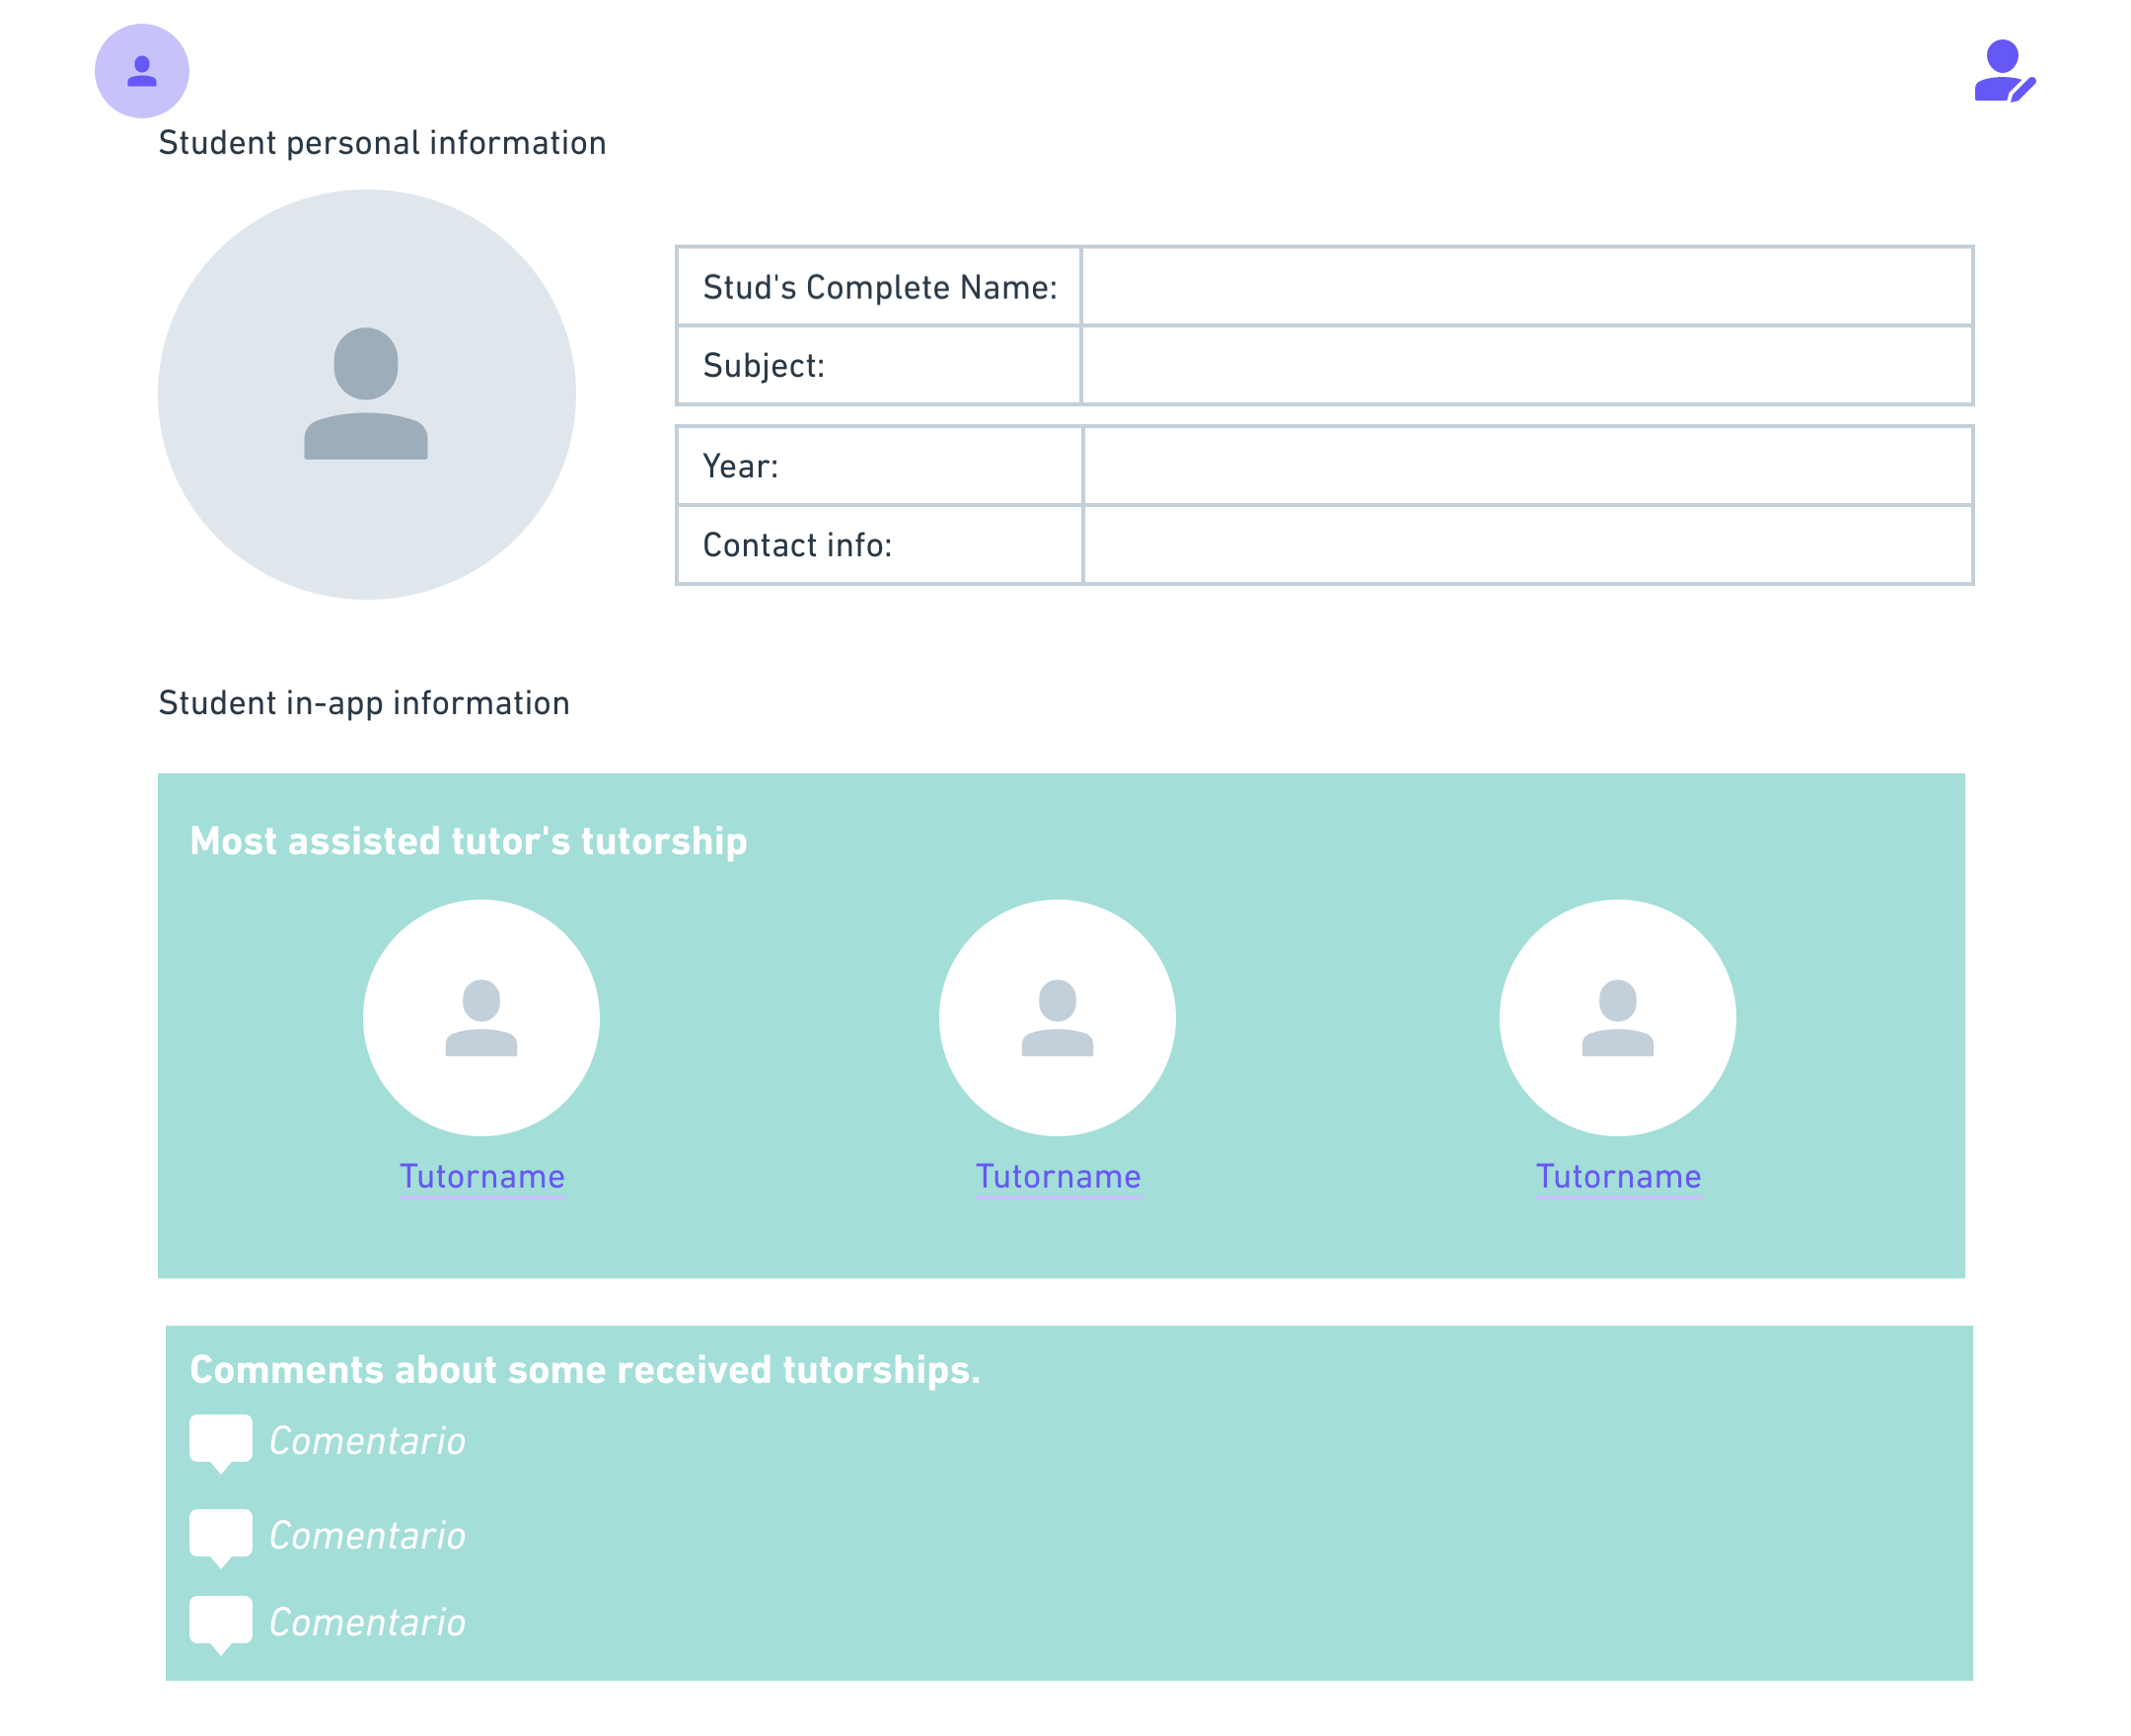 Student personal information
Stud's Complete Name:
Subject:
Year:
Contact info:
Student in-app information
Most assisted tutor's tutorship
Tutorname Tutorname Tutorname
Comments about some received tutorships.
Comentario
Comentario
Comentario